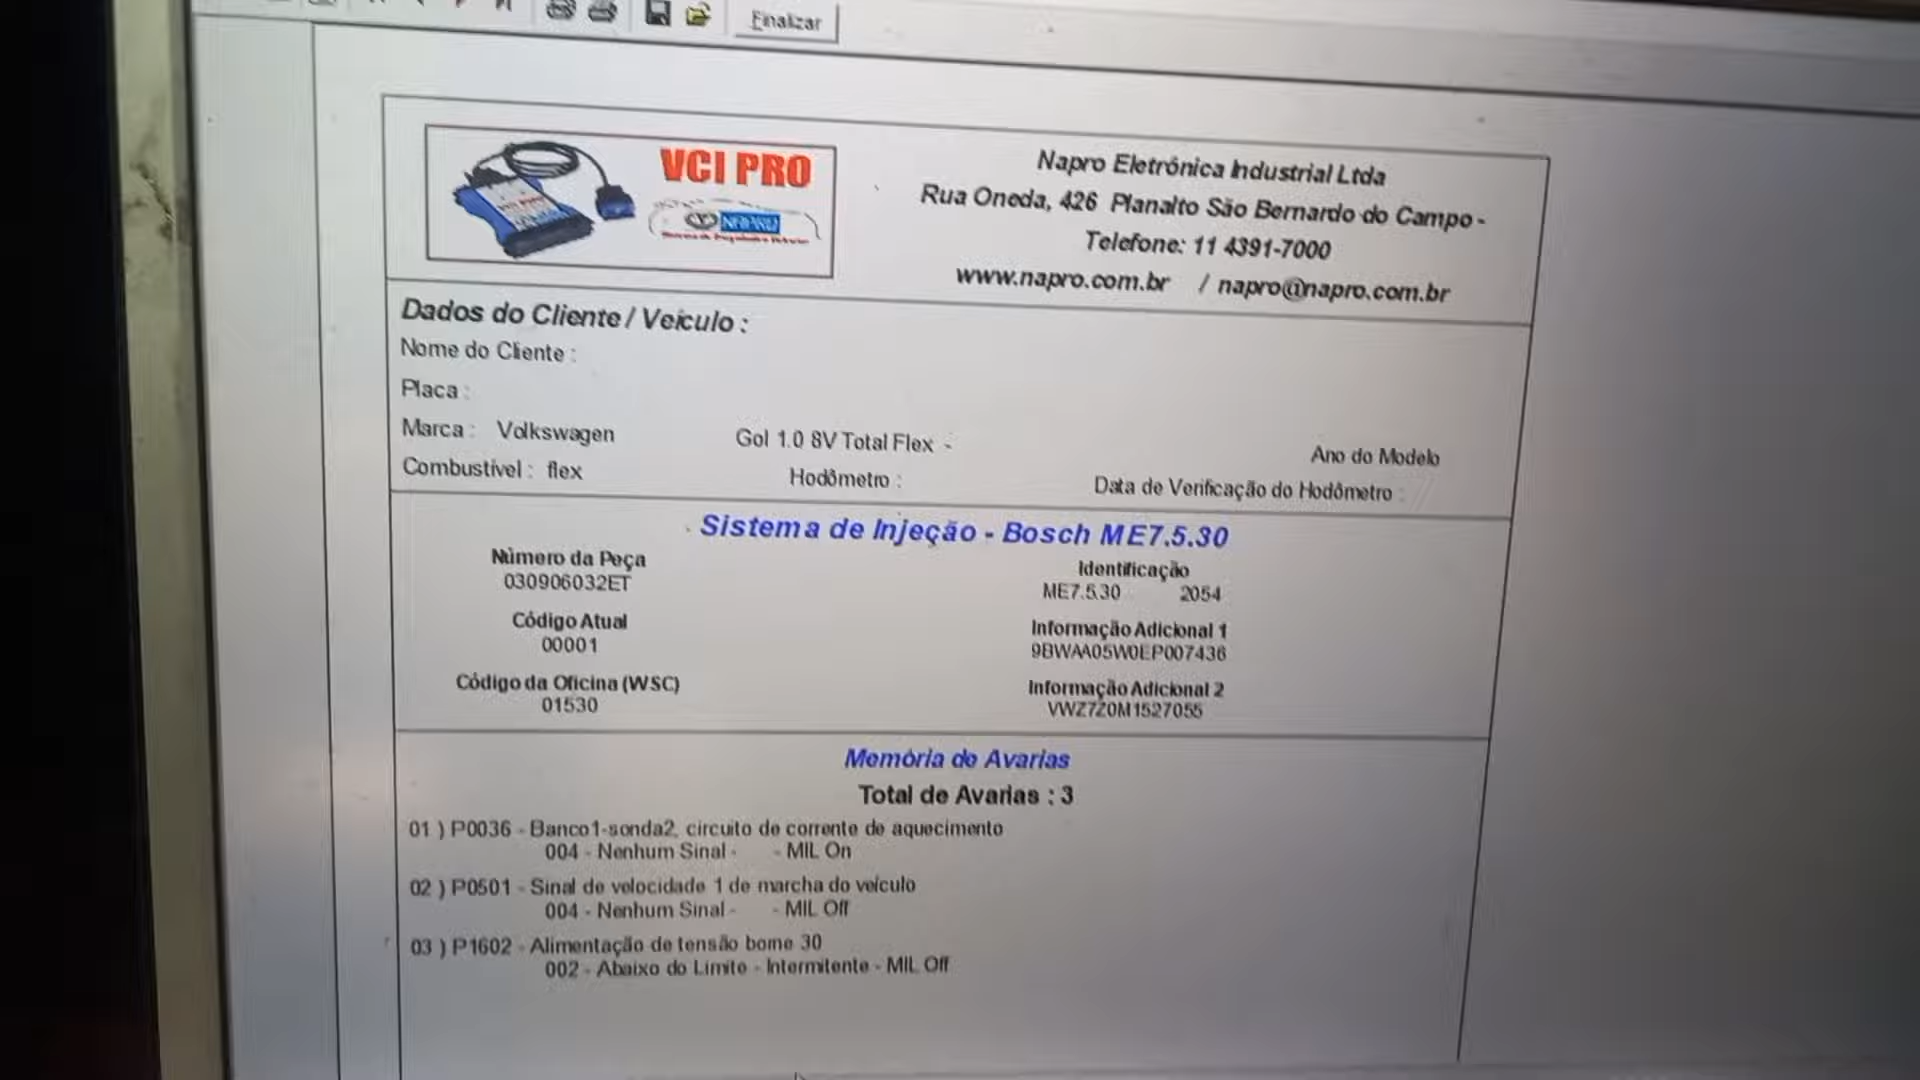 Finalizar
VCI PRO
NAPRO
Napro Eletrônica Industrial Ltda
Rua Oneda, 426 Planalto São Bernardo do Campo -
Telefone: 11 4391-7000
www.napro.com.br / napro@napro.com.br
Dados do Cliente / Veículo :
Nome do Cliente :
Placa :
Marca : Volkswagen Gol 1.0 8V Total Flex - Ano do Modelo
Combustível : flex Hodômetro : Data de Verificação do Hodômetro :
Sistema de Injeção - Bosch ME7.5.30
Número da Peça Identificação
030906032ET ME7.5.30 2054
Código Atual Informação Adicional 1
00001 9BWAA05W0EP007436
Código da Oficina (WSC) Informação Adicional 2
01530 VWZ7Z0M1527055
Memória de Avarias
Total de Avarias : 3
01 ) P0036 - Banco1-sonda2, circuito de corrente de aquecimento
004 - Nenhum Sinal - - MIL On
02 ) P0501 - Sinal de velocidade 1 de marcha do veículo
004 - Nenhum Sinal - - MIL Off
03 ) P1602 - Alimentação de tensão borne 30
002 - Abaixo do Limite - Intermitente - MIL Off